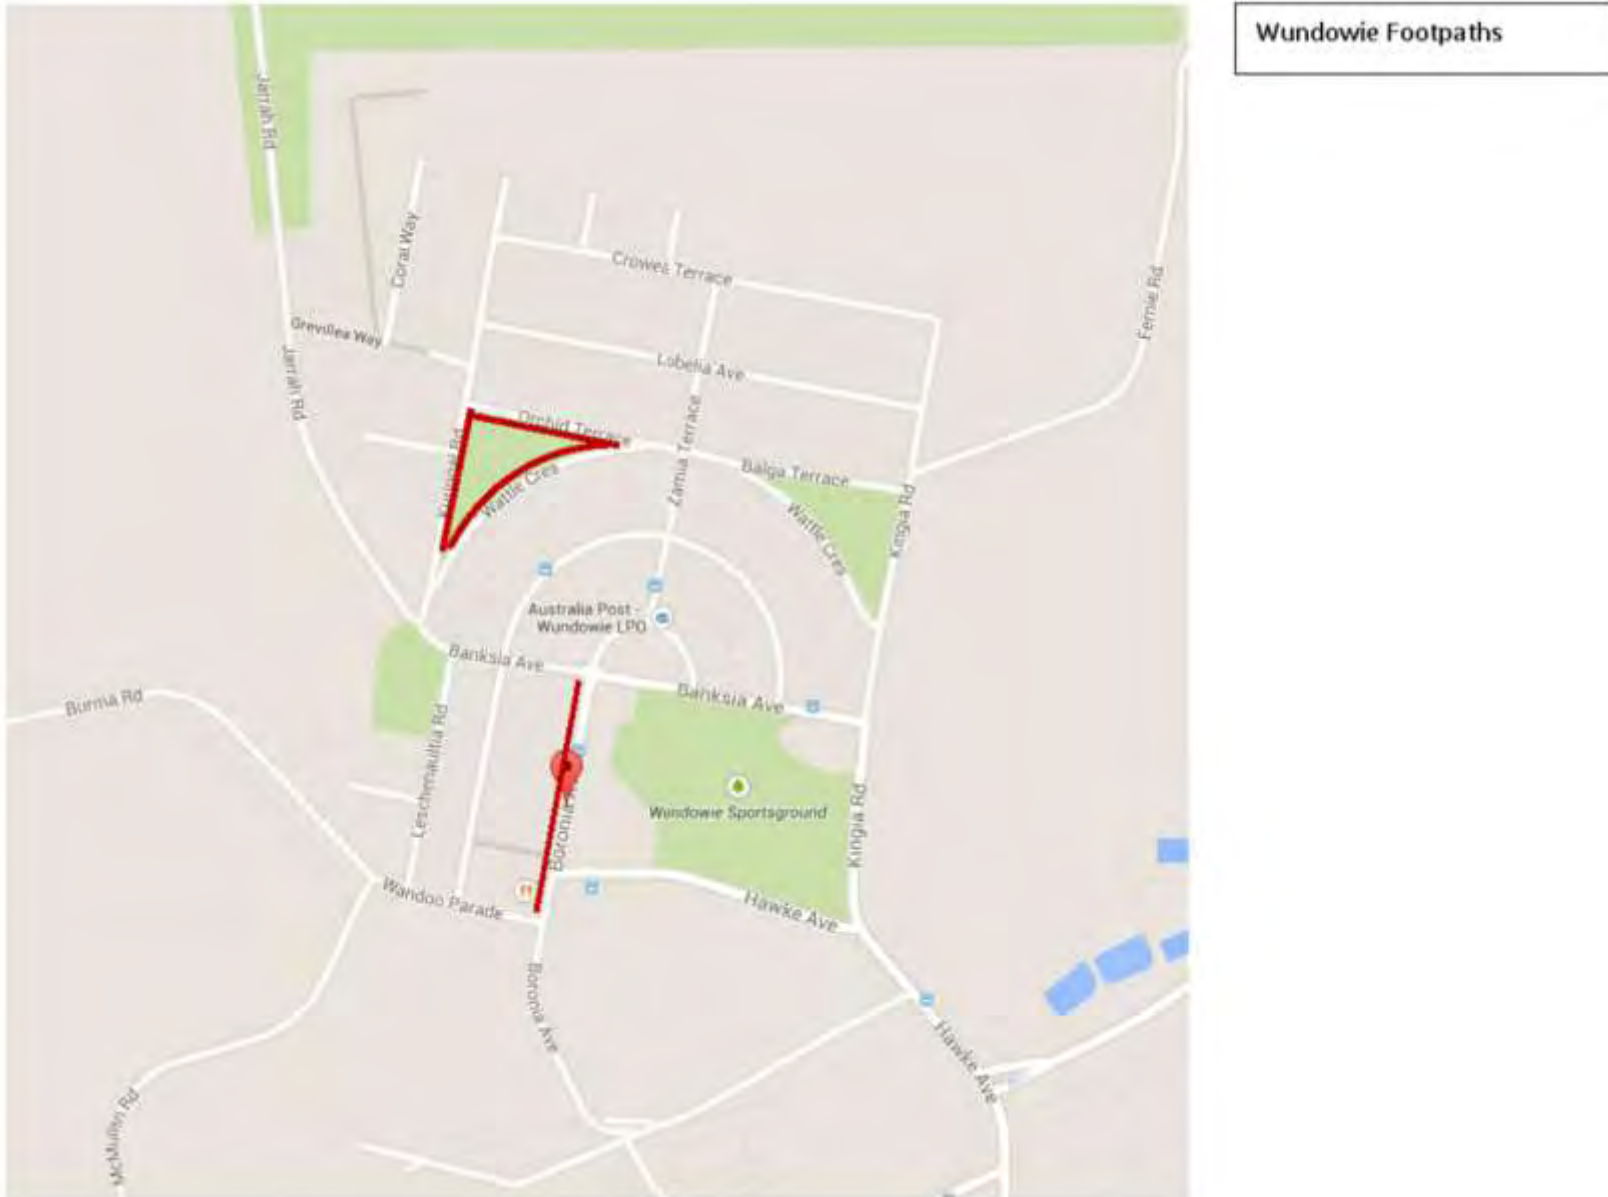 Wundowie Footpaths
Jarrah Rd
Coral Way
Crowea Terrace
Fernie Rd
Grevillea Way
Jarrah Rd
Lobelia Ave
Orchid Terrace
Zamia Terrace
Balga Terrace
Wattle Cres
Wattle Cres
Kingia Rd
Australia Post -
Wundowie LPO
Banksia Ave
Banksia Ave
Burma Rd
Leschenaultia Rd
Wundowie Sportsground
Boronia
Kingia Rd
Wandoo Parade
Hawke Ave
Boronia Ave
Hawke Ave
McMullen Rd